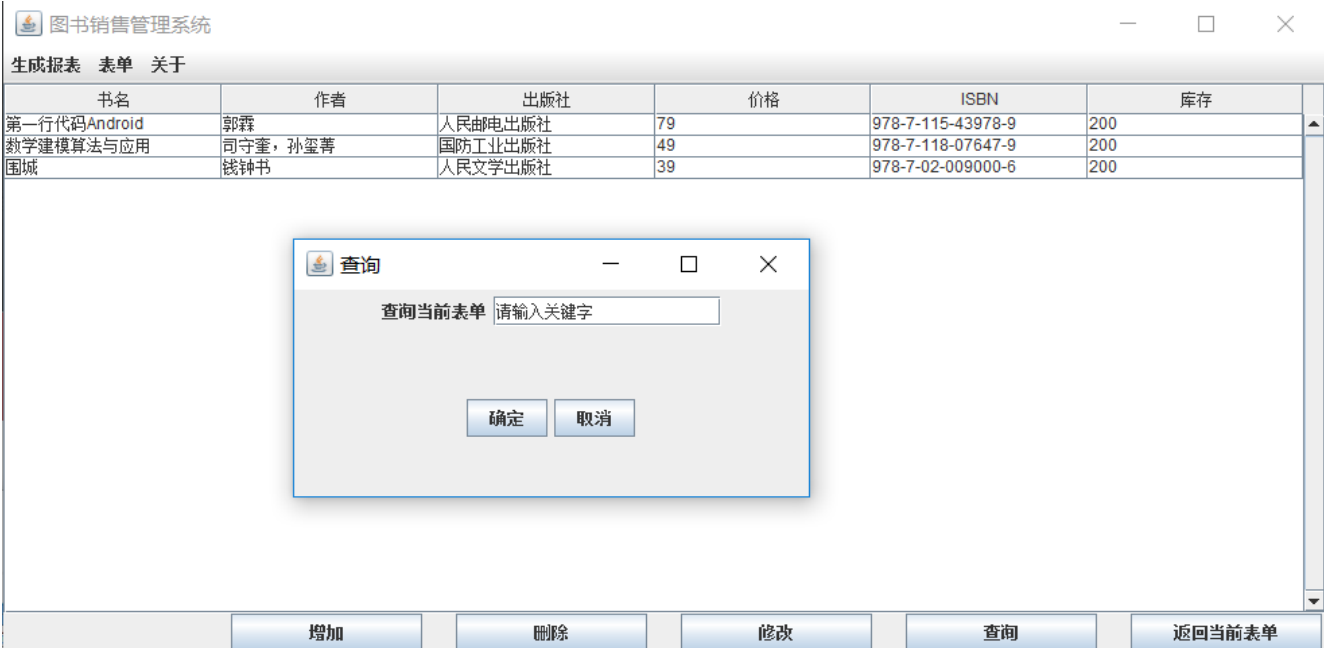 图书销售管理系统
生成报表 表单 关于
书名 作者 出版社 价格 ISBN 库存
第一行代码Android 郭霖 人民邮电出版社 79 978-7-115-43978-9 200
数学建模算法与应用 司守奎，孙玺菁 国防工业出版社 49 978-7-118-07647-9 200
围城 钱钟书 人民文学出版社 39 978-7-02-009000-6 200
查询
查询当前表单 请输入关键字
确定 取消
增加 删除 修改 查询 返回当前表单